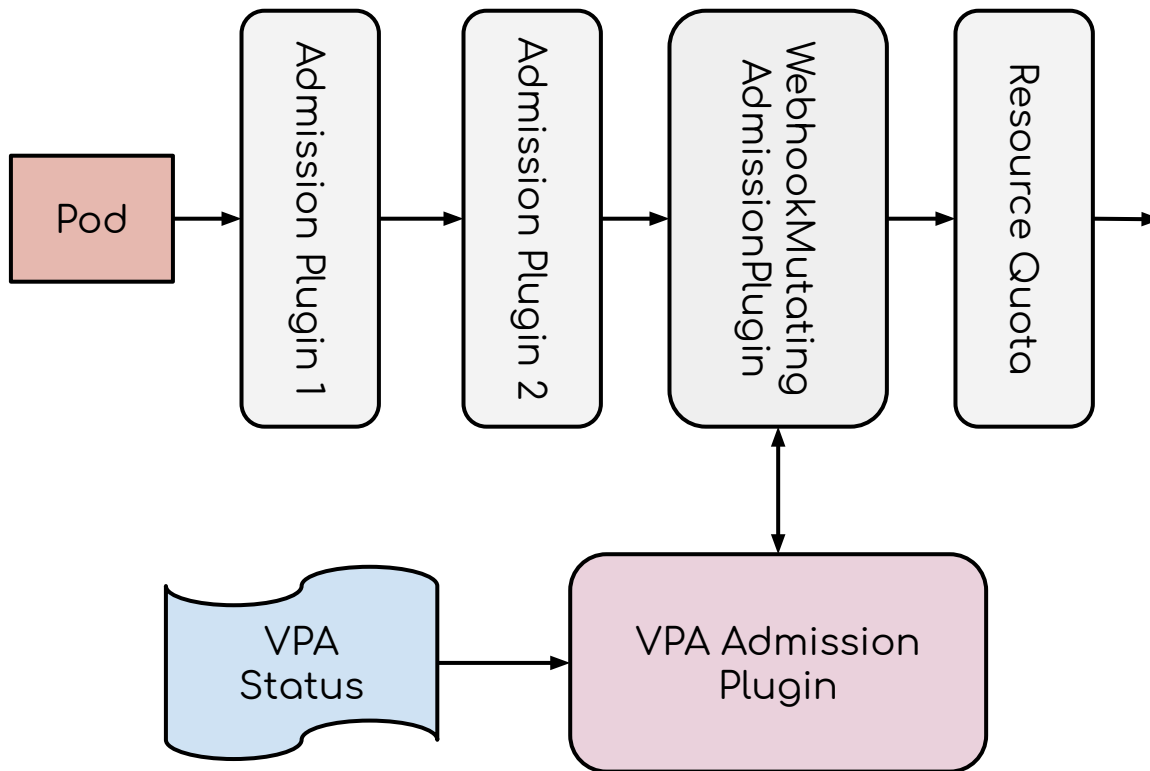 Pod
Admission Plugin 1
Admission Plugin 2
WebhookMutating
AdmissionPlugin
Resource Quota
VPA
Status
VPA Admission
Plugin